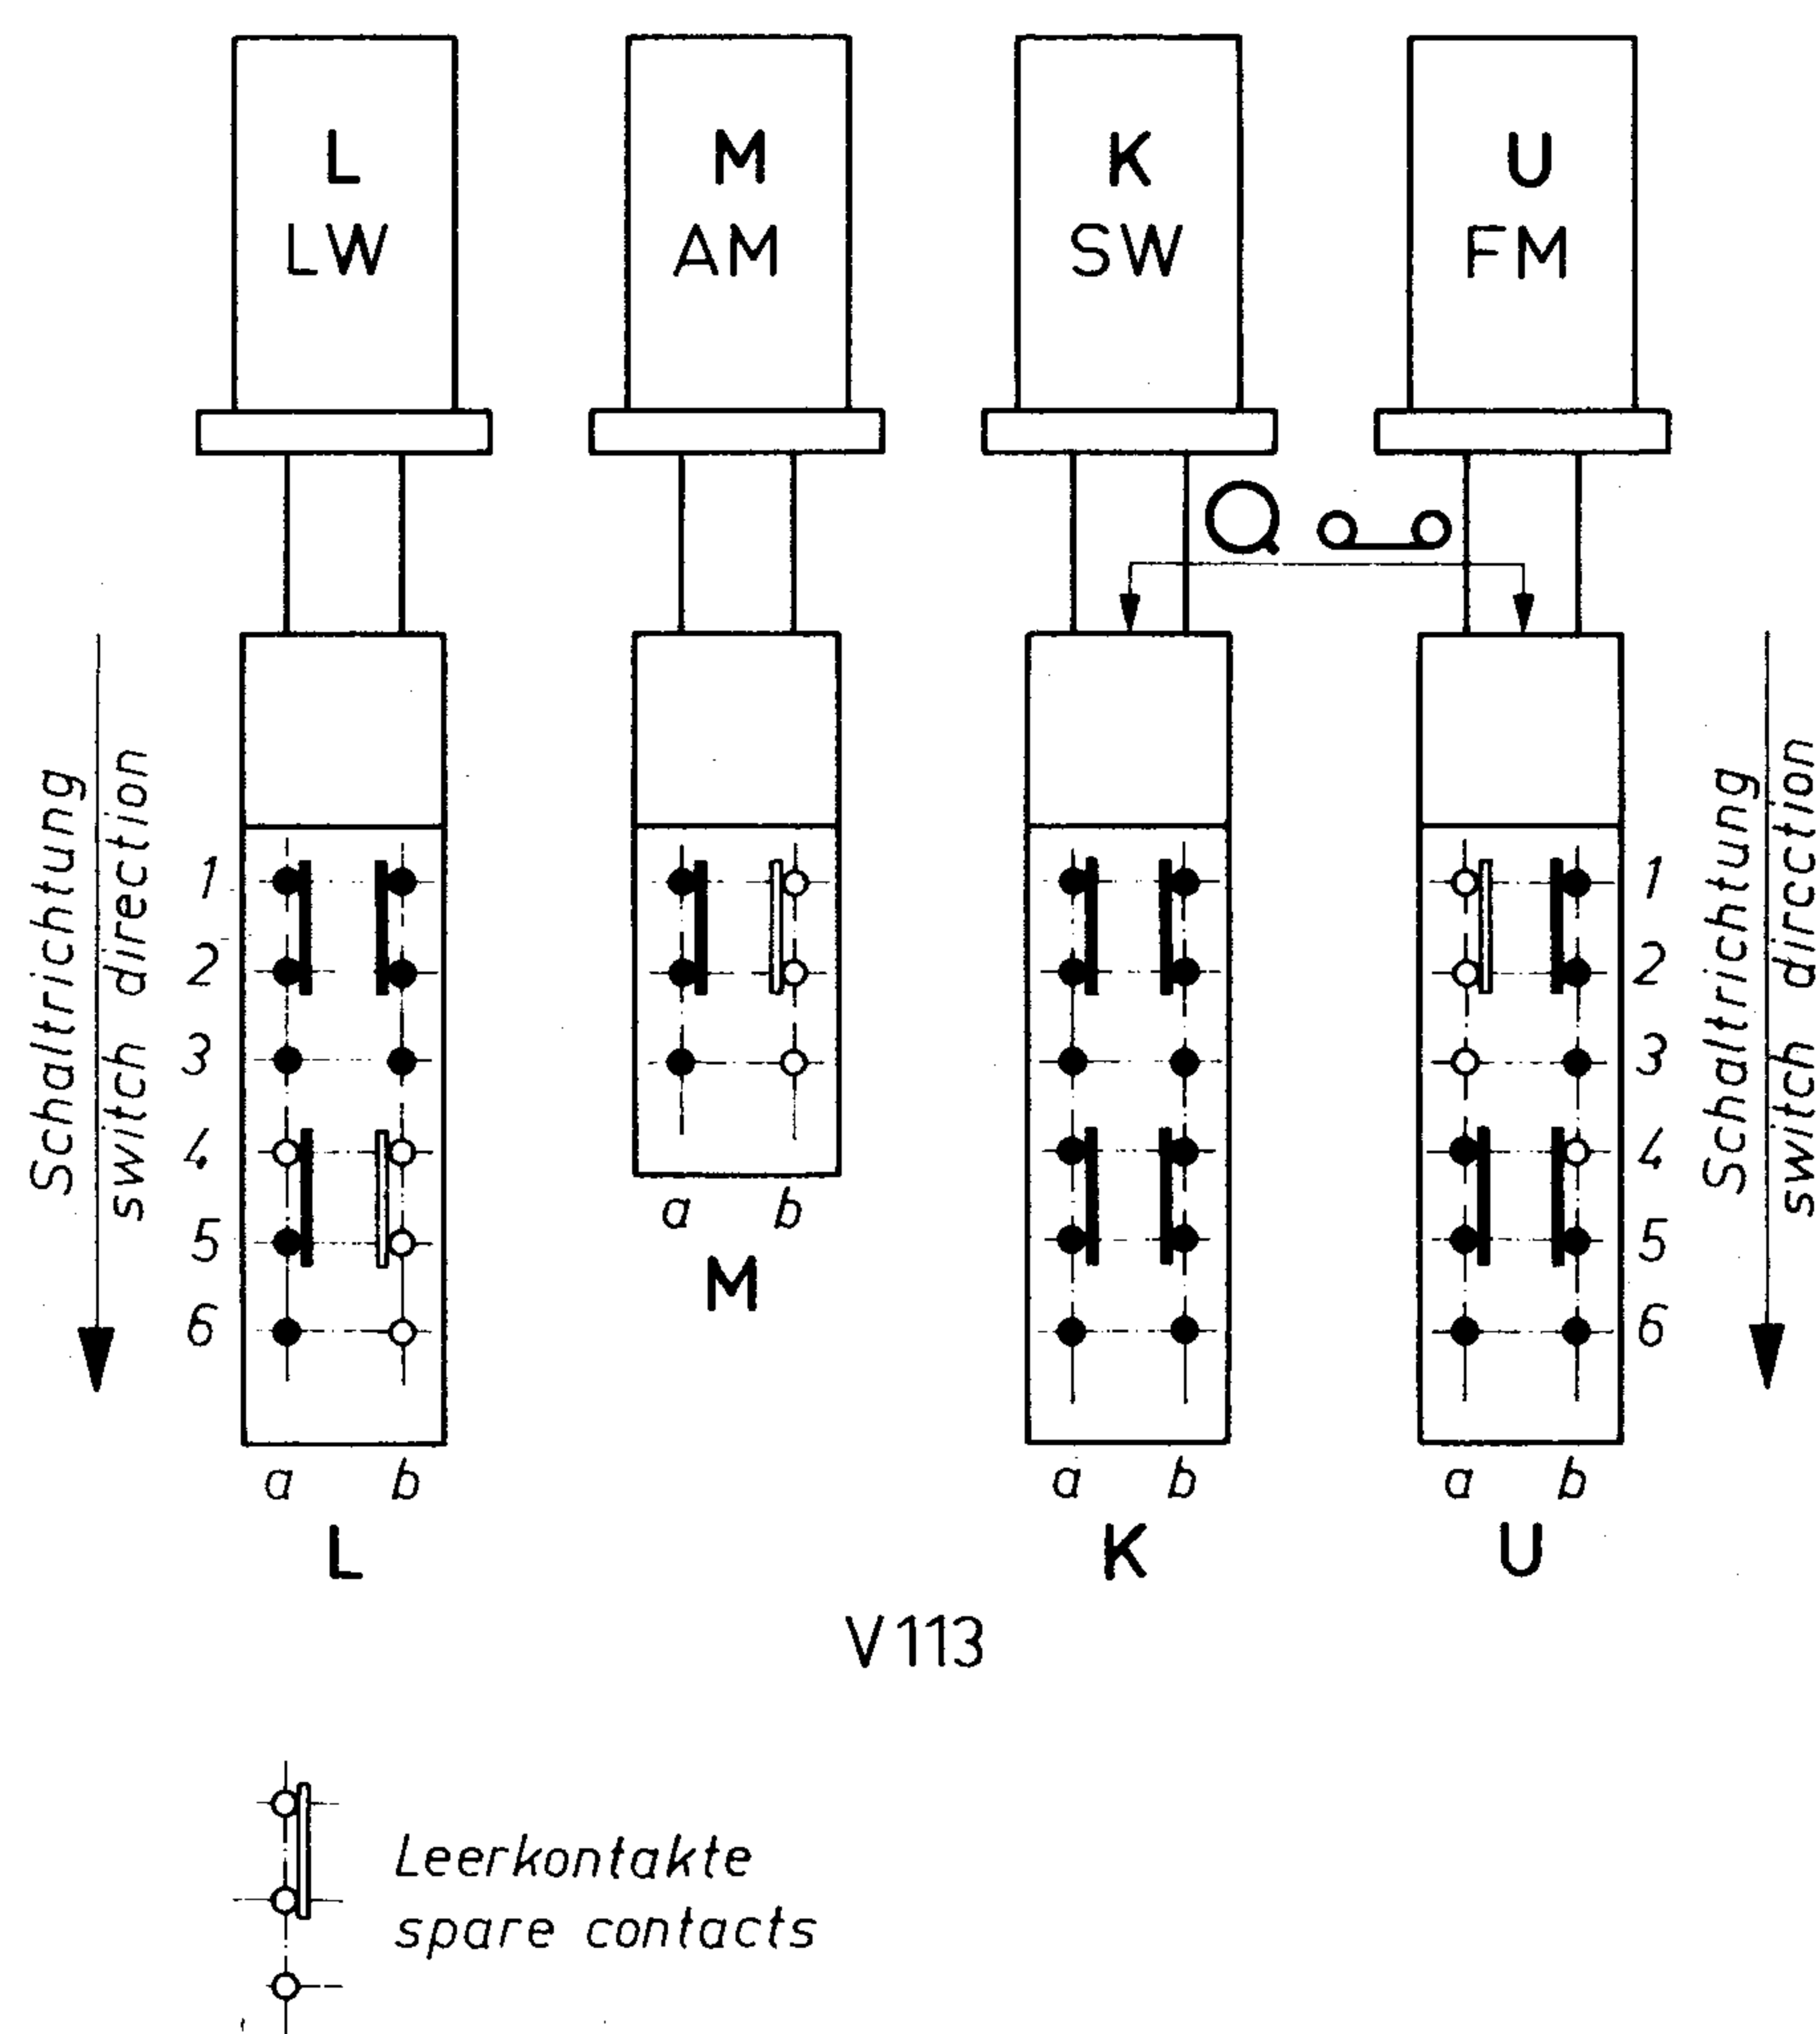 L
LW
M
AM
K
SW
U
FM
Schaltrichtung
switch direction
1
2
3
4
5
6
a b
L
a b
M
a b
K
a b
U
1
2
3
4
5
6
Schaltrichtung
switch direction
V113
Leerkontakte
spare contacts